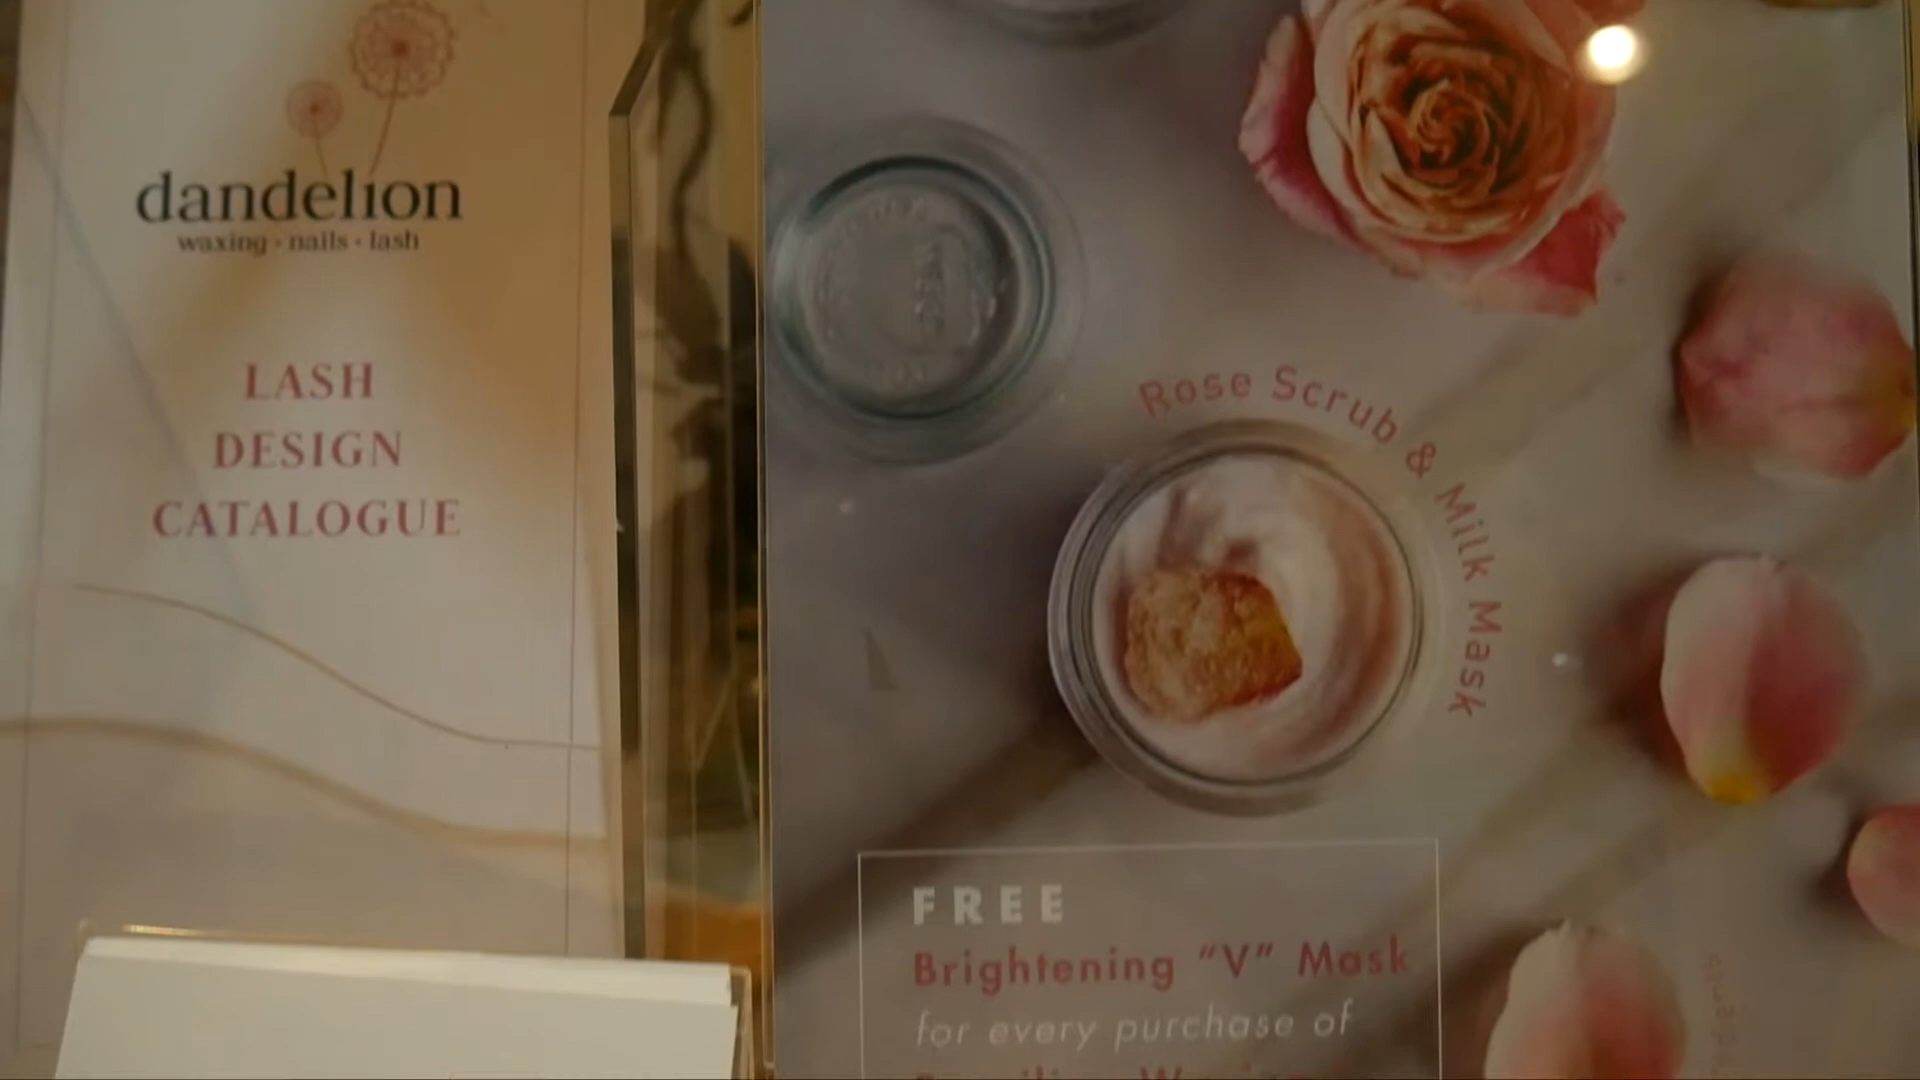 dandelion
waxing - nails - lash
LASH
DESIGN
CATALOGUE
Rose Scrub & Milk Mask
FREE
Brightening "V" Mask
for every purchase of